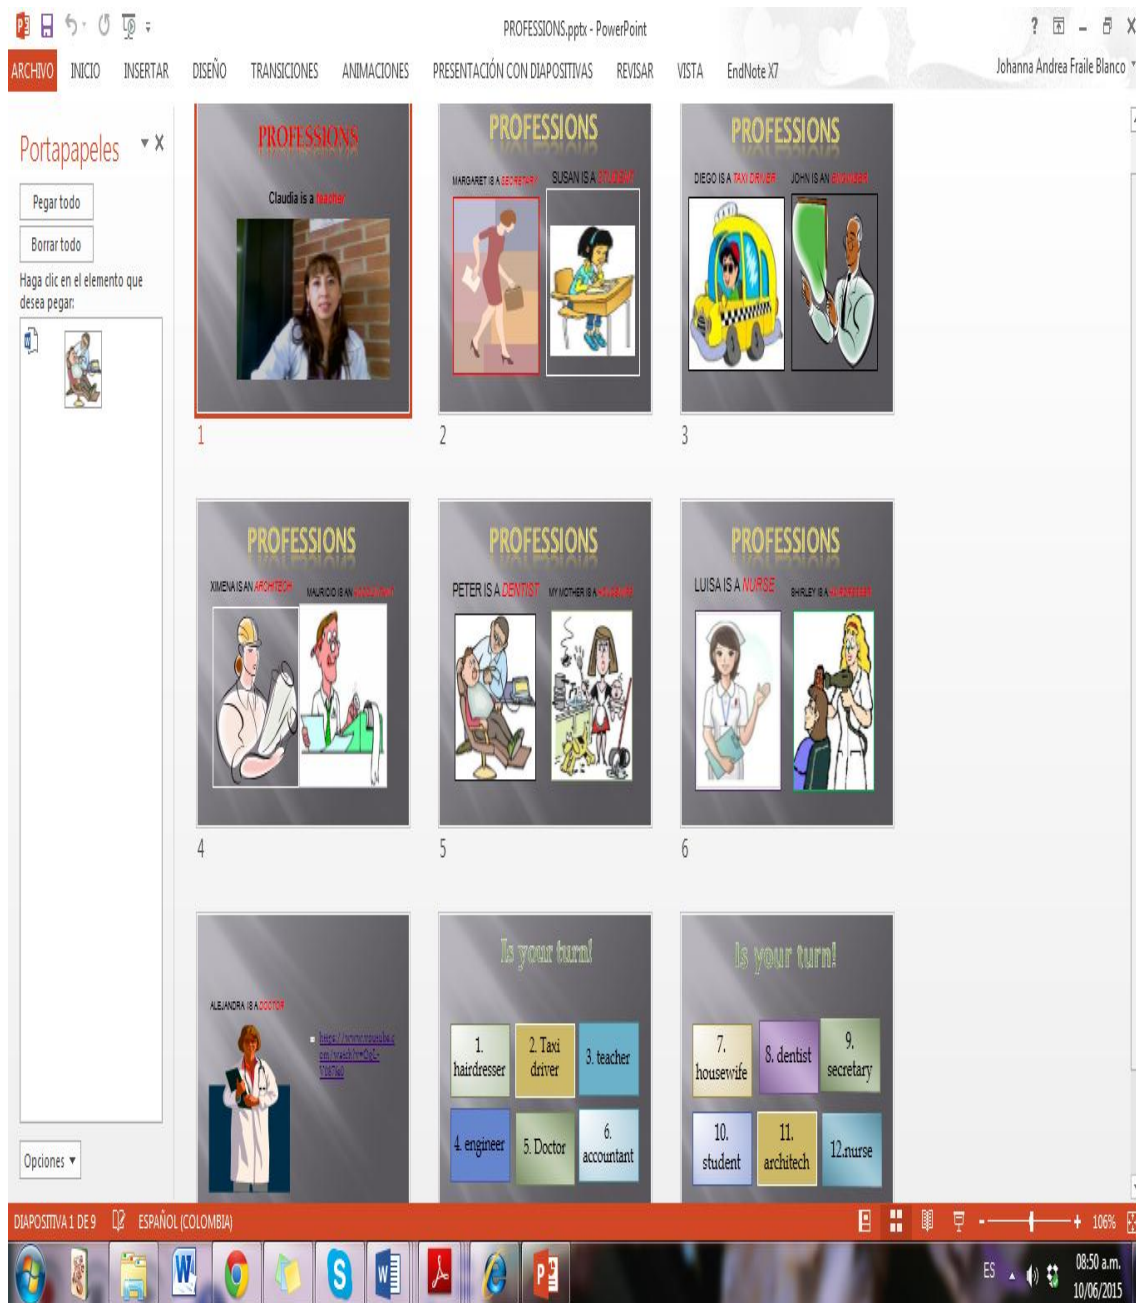 PROFESSIONS.pptx - PowerPoint
?
X
ARCHIVO INICIO INSERTAR DISEÑO TRANSICIONES ANIMACIONES PRESENTACIÓN CON DIAPOSITIVAS REVISAR VISTA EndNote X7 Johanna Andrea Fraile Blanco
Portapapeles
Pegar todo
Borrar todo
Haga clic en el elemento que
desea pegar:
Opciones
PROFESSIONS
Claudia is a teacher
1
PROFESSIONS
MARGARET IS A SECRETARY SUSAN IS A STUDENT
2
PROFESSIONS
DIEGO IS A TAXI DRIVER JOHN IS AN ENGINEER
3
PROFESSIONS
XIMENA IS AN ARCHITECH MAURICIO IS AN ACCOUNTANT
4
PROFESSIONS
PETER IS A DENTIST MY MOTHER IS A
5
PROFESSIONS
LUISA IS A NURSE SHIRLEY IS A HAIRDRESSER
6
ALEJANDRA IS A DOCTOR
Is your turn!
1.
hairdresser
2. Taxi
driver
3. teacher
4. engineer
5. Doctor
6.
accountant
Is your turn!
7.
housewife
8. dentist
9.
secretary
10.
student
11.
architech
12.nurse
DIAPOSITIVA 1 DE 9 ESPAÑOL (COLOMBIA) 106%
ES
08:50 a.m.
10/06/2015